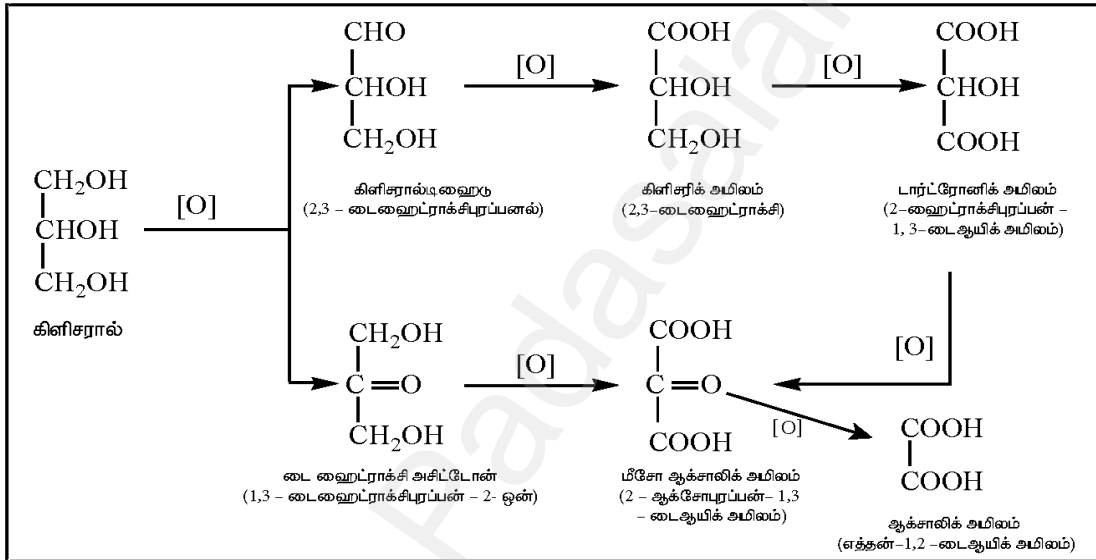 CHO
CHOH
CH₂OH
[O]
COOH
CHOH
CH₂OH
[O]
COOH
CHOH
COOH
கிளிசரால்டிஹைடு
(2,3 – டைஹைட்ராக்சிபுரப்பனல்)
கிளிசரிக் அமிலம்
(2,3–டைஹைட்ராக்சி)
டார்ட்ரோனிக் அமிலம்
(2–ஹைட்ராக்சிபுரப்பன் –
1, 3–டைஆயிக் அமிலம்)
CH₂OH
CHOH
CH₂OH
[O]
கிளிசரால்
CH₂OH
C=O
CH₂OH
[O]
COOH
C=O
COOH
[O]
[O]
COOH
COOH
டை ஹைட்ராக்சி அசிட்டோன்
(1,3 – டைஹைட்ராக்சிபுரப்பன் – 2- ஒன்)
மீசோ ஆக்சாலிக் அமிலம்
(2 – ஆக்சோபுரப்பன்– 1,3
– டைஆயிக் அமிலம்)
ஆக்சாலிக் அமிலம்
(எத்தன்–1,2 –டைஆயிக் அமிலம்)
Padasalai